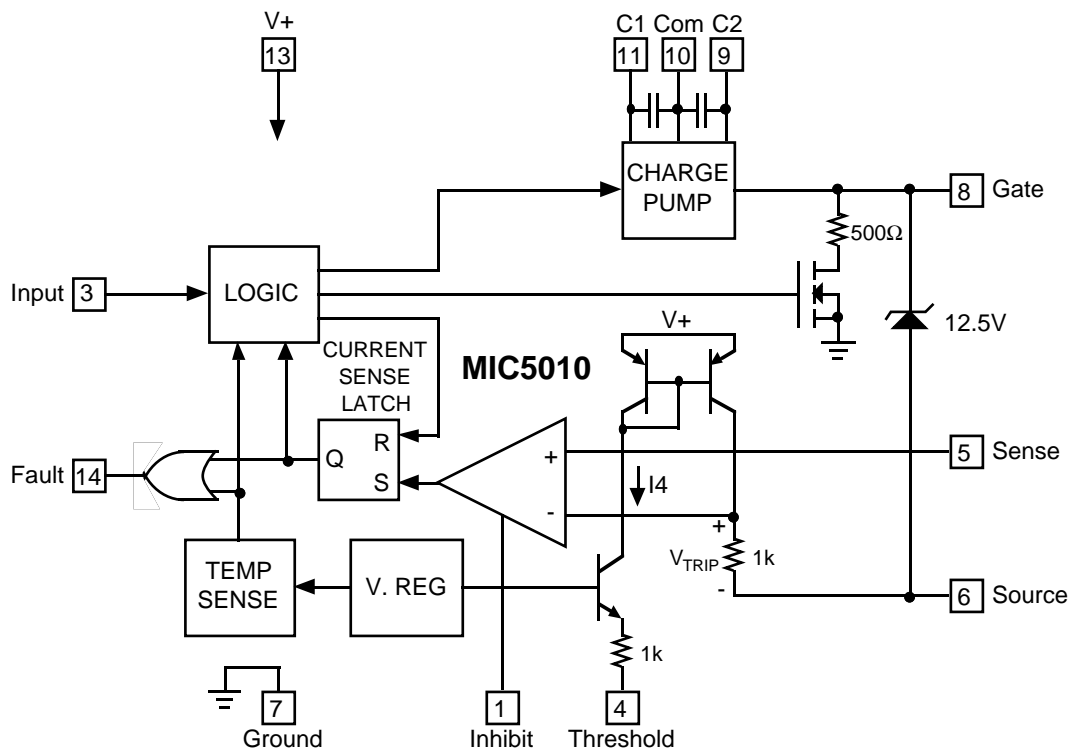 V+
13
C1 Com C2
11 10 9
CHARGE
PUMP
8 Gate
500Ω
Input 3
LOGIC
V+
12.5V
CURRENT
SENSE
LATCH
MIC5010
R
Q
S
+
-
5 Sense
Fault 14
I4
+
VTRIP
1k
-
TEMP
SENSE
V. REG
6 Source
1k
7
Ground
1
Inhibit
4
Threshold